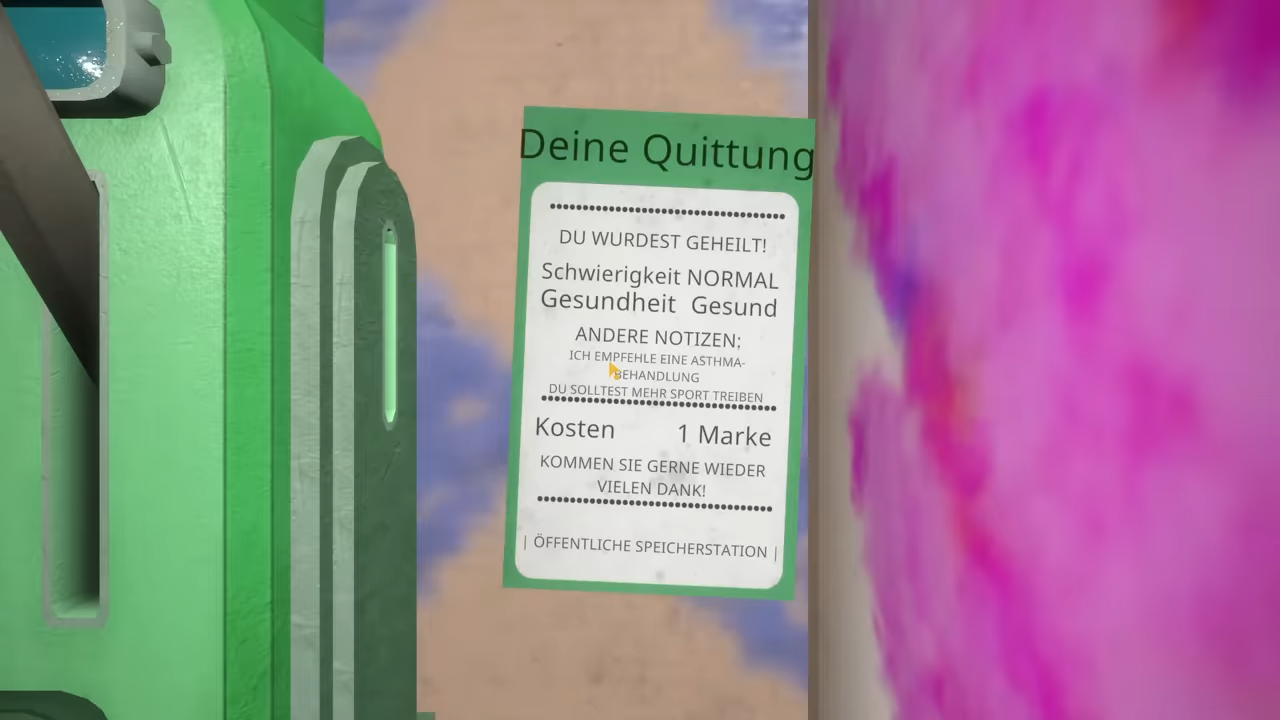 Deine Quittung
DU WURDEST GEHEILT!
Schwierigkeit NORMAL
Gesundheit Gesund
ANDERE NOTIZEN;
ICH EMPFEHLE EINE ASTHMA-
BEHANDLUNG
DU SOLLTEST MEHR SPORT TREIBEN
Kosten 1 Marke
KOMMEN SIE GERNE WIEDER
VIELEN DANK!
| ÖFFENTLICHE SPEICHERSTATION |